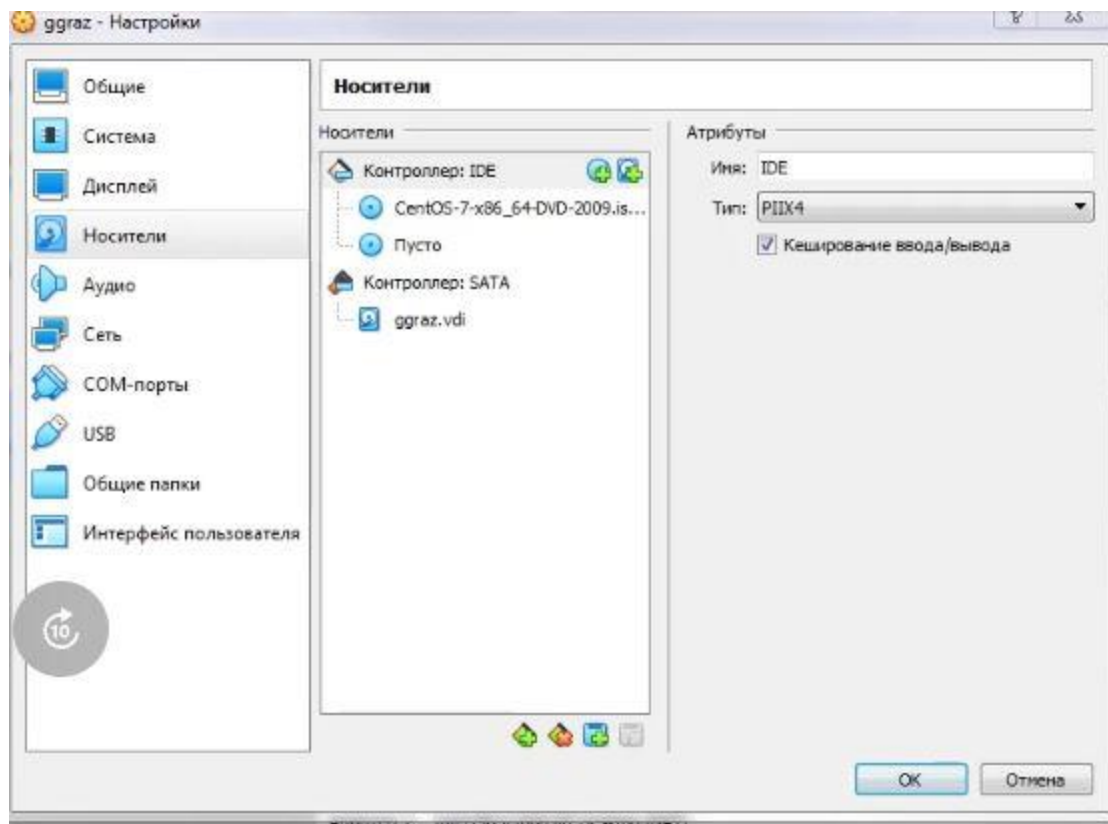 ggraz - Настройки
Общие
Система
Дисплей
Носители
Аудио
Сеть
COM-порты
USB
Общие папки
Интерфейс пользователя
10
Носители
Носители
Контроллер: IDE
CentOS-7-x86_64-DVD-2009.is...
Пусто
Контроллер: SATA
ggraz.vdi
Атрибуты
Имя: IDE
Тип: PIIX4
Кеширование ввода/вывода
OK
Отмена